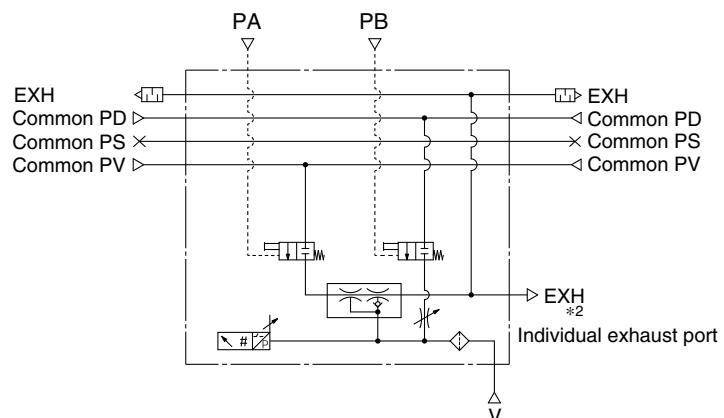 PA PB
EXH EXH
Common PD Common PD
Common PS Common PS
Common PV Common PV
EXH
*2
Individual exhaust port
# P
V